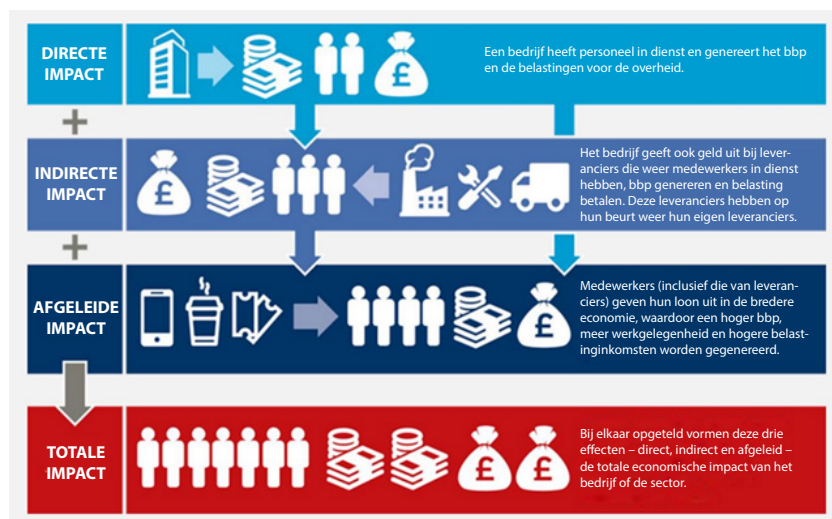 DIRECTE
IMPACT
Een bedrijf heeft personeel in dienst en genereert het bbp
en de belastingen voor de overheid.
£
+
INDIRECTE
IMPACT
£
Het bedrijf geeft ook geld uit bij lever-
anciers die weer medewerkers in dienst
hebben, bbp genereren en belasting
betalen. Deze leveranciers hebben op
hun beurt weer hun eigen leveranciers.
+
AFGELEIDE
IMPACT
£
Medewerkers (inclusief die van leveran-
ciers) geven hun loon uit in de bredere
economie, waardoor een hoger bbp,
meer werkgelegenheid en hogere belast-
inginkomsten worden gegenereerd.
TOTALE
IMPACT
£ £
Bij elkaar opgeteld vormen deze drie
effecten – direct, indirect en afgeleid –
de totale economische impact van het
bedrijf of de sector.